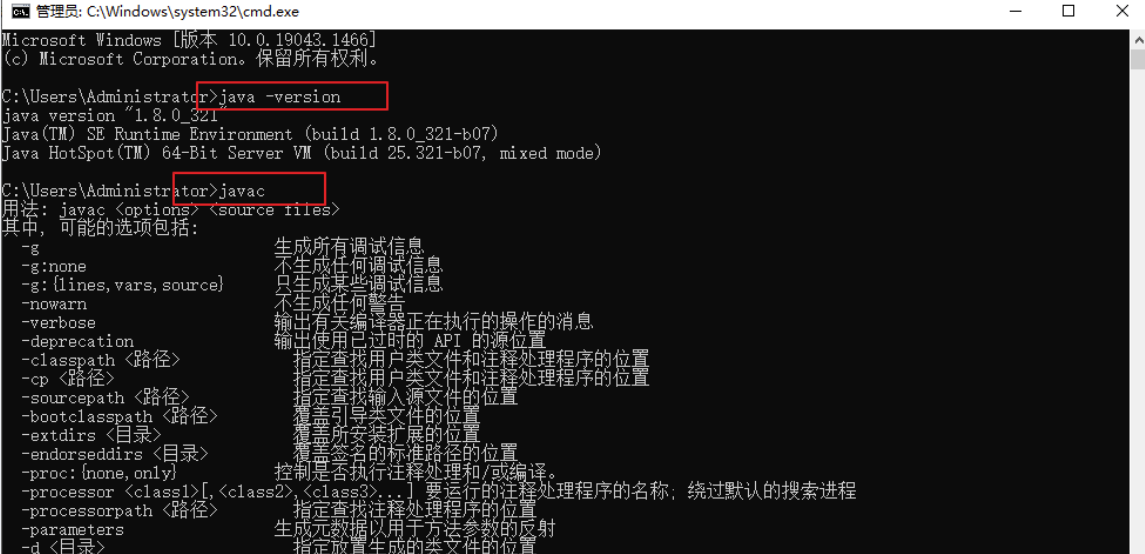 管理员: C:\Windows\system32\cmd.exe
Microsoft Windows [版本 10.0.19043.1466]
(c) Microsoft Corporation。保留所有权利。
C:\Users\Administrator>java -version
java version "1.8.0_321"
Java(TM) SE Runtime Environment (build 1.8.0_321-b07)
Java HotSpot(TM) 64-Bit Server VM (build 25.321-b07, mixed mode)
C:\Users\Administrator>javac
用法: javac <options> <source files>
其中, 可能的选项包括:
-g 生成所有调试信息
-g:none 不生成任何调试信息
-g:{lines,vars,source} 只生成某些调试信息
-nowarn 不生成任何警告
-verbose 输出有关编译器正在执行的操作的消息
-deprecation 输出使用已过时的 API 的源位置
-classpath <路径> 指定查找用户类文件和注释处理程序的位置
-cp <路径> 指定查找用户类文件和注释处理程序的位置
-sourcepath <路径> 指定查找输入源文件的位置
-bootclasspath <路径> 覆盖引导类文件的位置
-extdirs <目录> 覆盖所安装扩展的位置
-endorseddirs <目录> 覆盖签名的标准路径的位置
-proc:{none,only} 控制是否执行注释处理和/或编译。
-processor <class1>[,<class2>,<class3>...] 要运行的注释处理程序的名称; 绕过默认的搜索进程
-processorpath <路径> 指定查找注释处理程序的位置
-parameters 生成元数据以用于方法参数的反射
-d <目录> 指定放置生成的类文件的位置